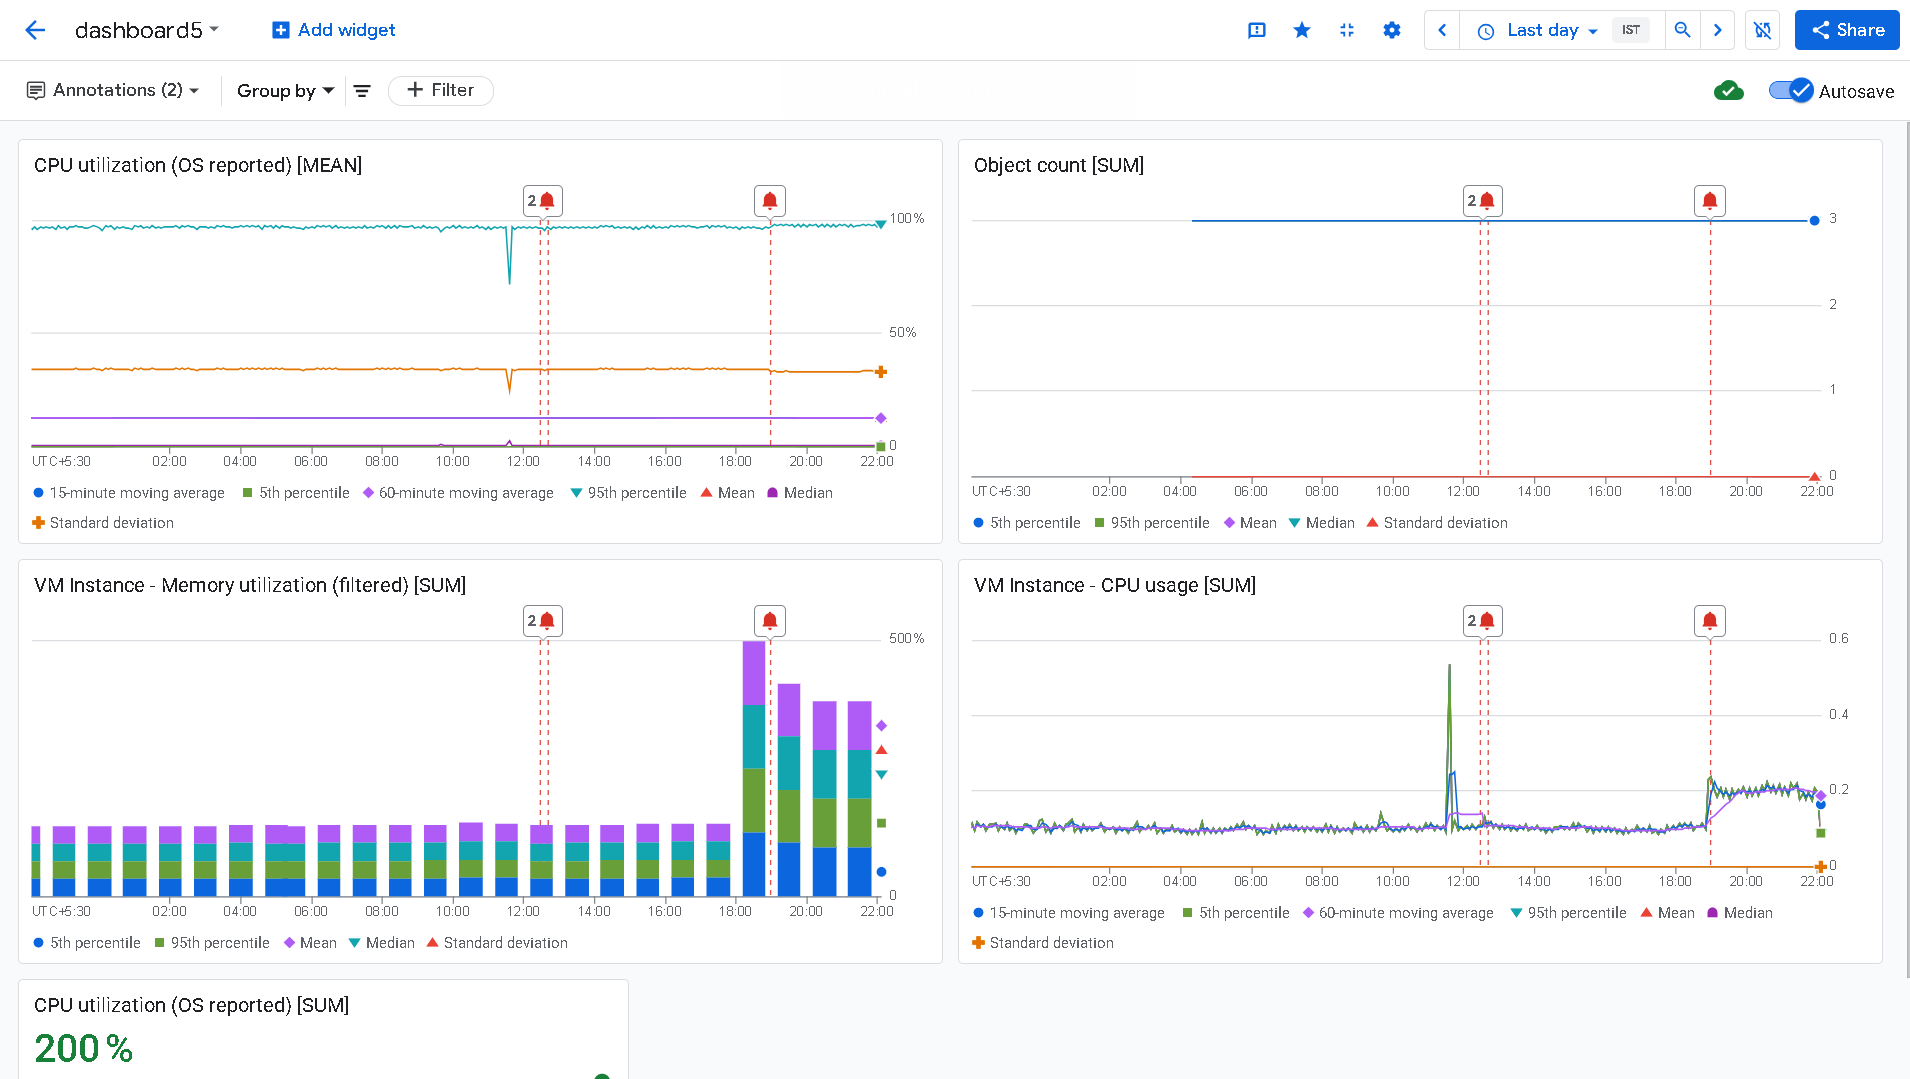 dashboard5
Add widget
Last day
IST
Share
Annotations (2)
Group by
Filter
Autosave
CPU utilization (OS reported) [MEAN]
2
100%
50%
0
UTC+5:30 02:00 04:00 06:00 08:00 10:00 12:00 14:00 16:00 18:00 20:00 22:00
15-minute moving average 5th percentile 60-minute moving average 95th percentile Mean Median
Standard deviation
Object count [SUM]
2
3
2
1
0
UTC+5:30 02:00 04:00 06:00 08:00 10:00 12:00 14:00 16:00 18:00 20:00 22:00
5th percentile 95th percentile Mean Median Standard deviation
VM Instance - Memory utilization (filtered) [SUM]
2
500%
0
UTC+5:30 02:00 04:00 06:00 08:00 10:00 12:00 14:00 16:00 18:00 20:00 22:00
5th percentile 95th percentile Mean Median Standard deviation
VM Instance - CPU usage [SUM]
2
0.6
0.4
0.2
0
UTC+5:30 02:00 04:00 06:00 08:00 10:00 12:00 14:00 16:00 18:00 20:00 22:00
15-minute moving average 5th percentile 60-minute moving average 95th percentile Mean Median
Standard deviation
CPU utilization (OS reported) [SUM]
200 %